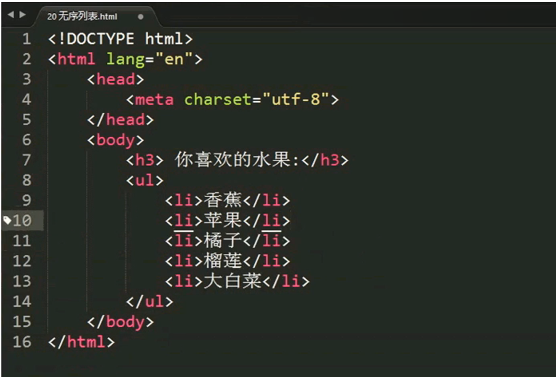 20 无序列表.html
1 <!DOCTYPE html>
2 <html lang="en">
3 <head>
4 <meta charset="utf-8">
5 </head>
6 <body>
7 <h3> 你喜欢的水果:</h3>
8 <ul>
9 <li>香蕉</li>
10 <li>苹果</li>
11 <li>橘子</li>
12 <li>榴莲</li>
13 <li>大白菜</li>
14 </ul>
15 </body>
16 </html>